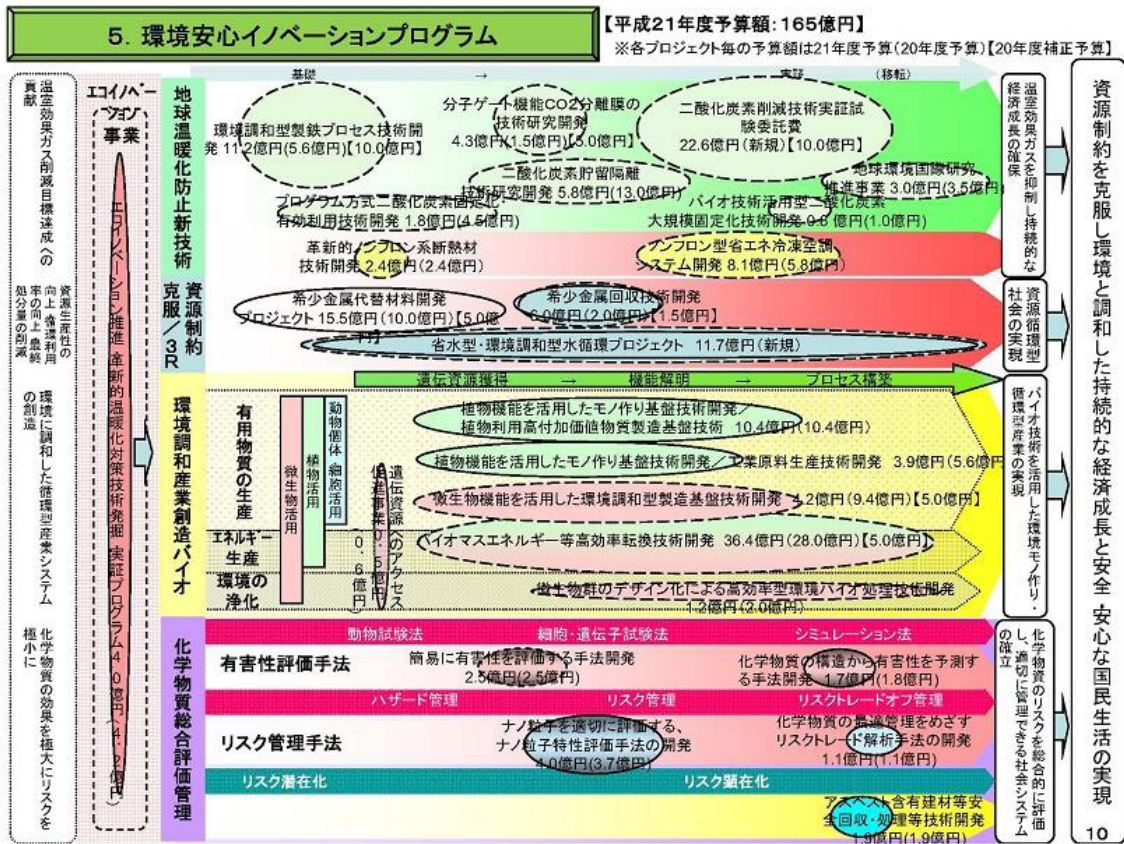 5．環境安心イノベーションプログラム
【平成21年度予算額：165億円】
※各プロジェクト毎の予算額は21年度予算(20年度予算)【20年度補正予算】
温室効果ガス削減目標達成への
貢献
資源生産性の
向上 循環利用
率の向上 最終
処分量の削減
環境に調和した循環型産業システム
の創造
化学物質の効果を極大にリスクを
極小に
エコイノベー
ション
事業
エコイノベーション推進 革新的温暖化対策技術発掘 実証プログラム40億円(4.2億円)
地球温暖化防止新技術
基礎
→
実証
(移転)
環境調和型製鉄プロセス技術開
発 11.2億円(5.6億円)【10.0億円】
分子ゲート機能CO2分離膜の
技術研究開発
4.3億円(1.5億円)【5.0億円】
二酸化炭素削減技術実証試
験委託費
22.6億円(新規)【10.0億円】
二酸化炭素貯留隔離
技術研究開発 5.8億円(13.0億円)
地球環境国際研究
推進事業 3.0億円(3.5億円)
プログラム方式二酸化炭素固定化・
有効利用技術開発 1.8億円(4.5億円)
バイオ技術活用型二酸化炭素
大規模固定化技術開発 0.6億円(1.0億円)
革新的ノンフロン系断熱材
技術開発 2.4億円(2.4億円)
ノンフロン型省エネ冷凍空調
システム開発 8.1億円(5.8億円)
温室効果ガスを抑制し持続的な
経済成長の確保
資源制約
克服／3R
希少金属代替材料開発
プロジェクト 15.5億円(10.0億円)【5.0億
円】
希少金属回収技術開発
6.0億円(2.0億円)【1.5億円】
省水型・環境調和型水循環プロジェクト 11.7億円(新規)
資源循環型
社会の実現
環境調和産業創造バイオ
遺伝資源獲得 → 機能解明 → プロセス構築
有用物質の
生産
エネルギー
生産
環境の
浄化
微生物活用
植物活用
動物個体 細胞活用
遺伝資源へのアクセス
促進事業0.5億円
(0.6億円)
植物機能を活用したモノ作り基盤技術開発／
植物利用高付加価値物質製造基盤技術 10.4億円(10.4億円)
植物機能を活用したモノ作り基盤技術開発／工業原料生産技術開発 3.9億円(5.6億円
微生物機能を活用した環境調和型製造基盤技術開発 4.2億円(9.4億円)【5.0億円】
バイオマスエネルギー等高効率転換技術開発 36.4億円(28.0億円)【5.0億円】
微生物群のデザイン化による高効率型環境バイオ処理技術開発
1.2億円(2.0億円)
バイオ技術を活用した環境モノ作り・
循環型産業の実現
化学物質総合評価管理
動物試験法
細胞・遺伝子試験法
シミュレーション法
有害性評価手法
簡易に有害性を評価する手法開発
2.5億円(2.5億円)
化学物質の構造から有害性を予測す
る手法開発 1.7億円(1.8億円)
ハザード管理
リスク管理
リスクトレードオフ管理
リスク管理手法
ナノ粒子を適切に評価する、
ナノ粒子特性評価手法の開発
4.0億円(3.7億円)
化学物質の最適管理をめざす
リスクトレード解析手法の開発
1.1億円(1.1億円)
リスク潜在化
リスク顕在化
アスベスト含有建材等安
全回収・処理等技術開発
1.9億円(1.9億円)
化学物資のリスクを総合的に評価
し、適切に管理できる社会システム
の確立
資源制約を克服し環境と調和した持続的な経済成長と安全・安心な国民生活の実現
10